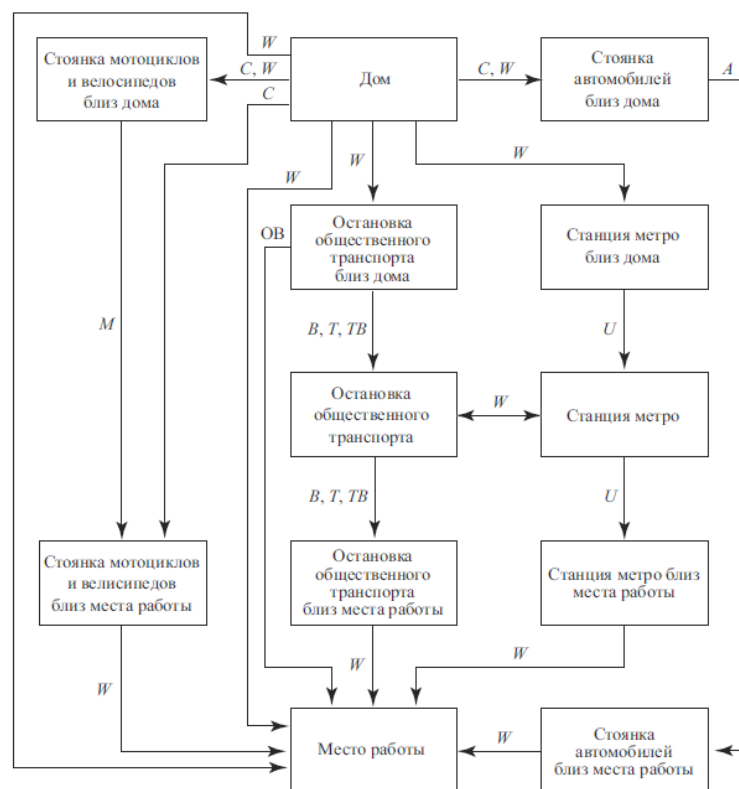 W
Стоянка мотоциклов
и велосипедов
близ дома
C, W
C
Дом
C, W
Стоянка
автомобилей
близ дома
A
W
W
W
ОВ
Остановка
общественного
транспорта
близ дома
Станция метро
близ дома
M
B, T, TB
U
Остановка
общественного
транспорта
W
Станция метро
B, T, TB
U
Стоянка мотоциклов
и велисипедов
близ места работы
Остановка
общественного
транспорта
близ места работы
Станция метро близ
места работы
W
W
W
Место работы
W
Стоянка
автомобилей
близ места работы